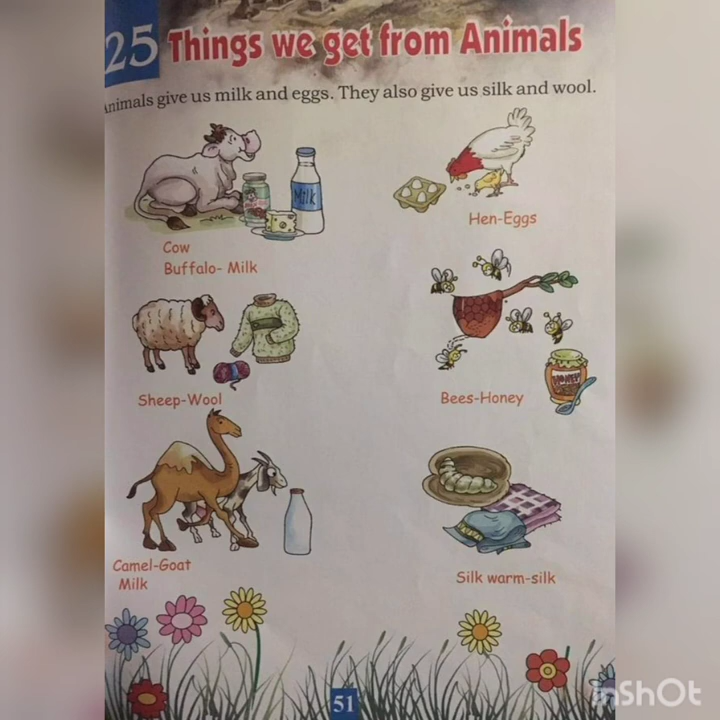 25 Things we get from Animals
Animals give us milk and eggs. They also give us silk and wool.
Milk
Hen-Eggs
Cow
Buffalo- Milk
HONEY
Sheep-Wool
Bees-Honey
Camel-Goat
Milk
Silk warm-silk
51
InShOt